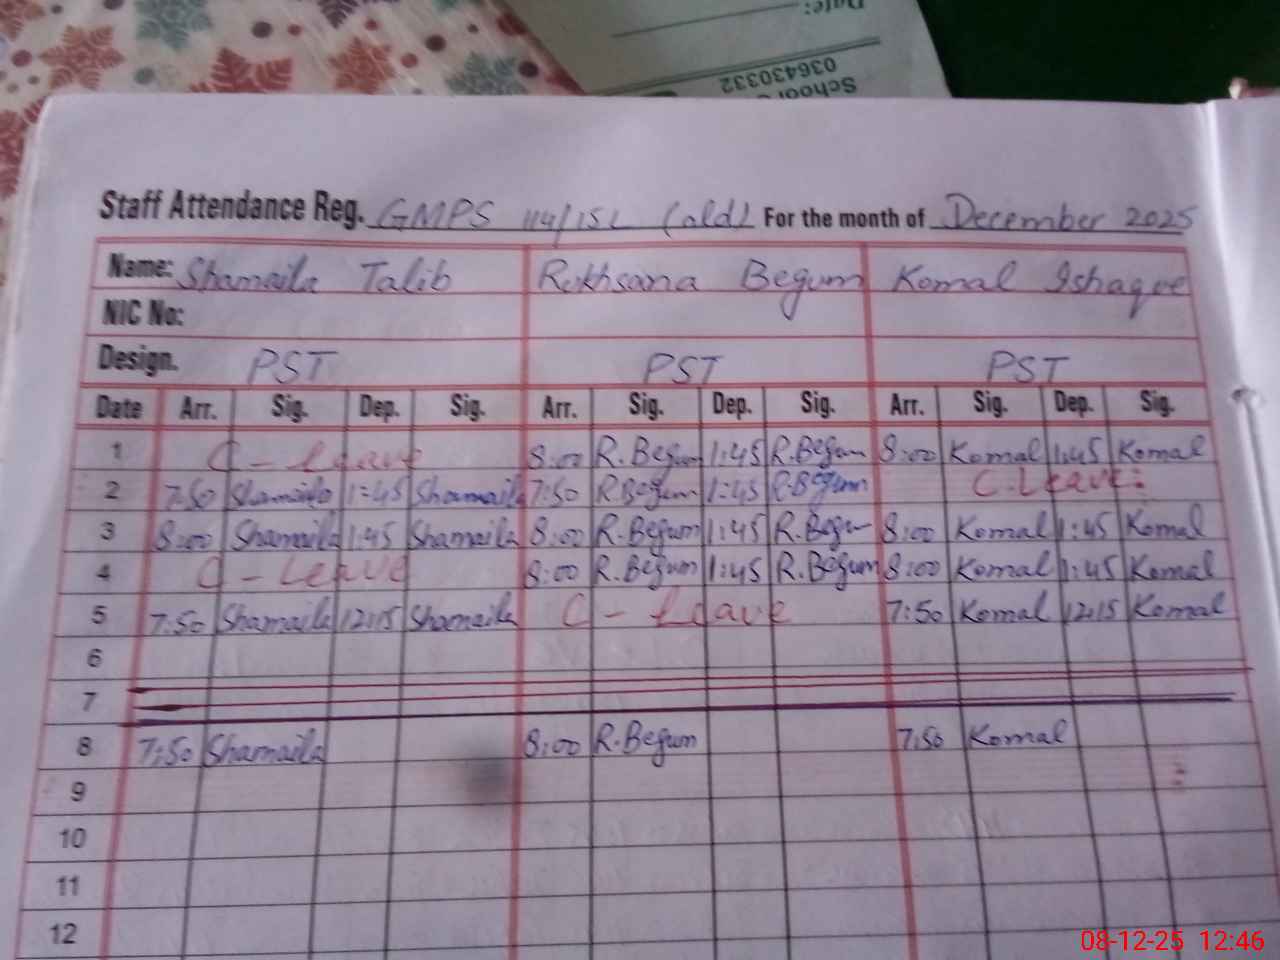 Date:
036430332
School
Staff Attendance Reg. GMPS 114/15L (old) For the month of December 2025
Name: Shamaila Talib Rukhsana Begum Komal Ishaqee
NIC No:
Design. PST PST PST
Date Arr. Sig. Dep. Sig. Arr. Sig. Dep. Sig. Arr. Sig. Dep. Sig.
1 C - Leave 8:00 R.Begum 1:45 R.Begum 8:00 Komal 1:45 Komal
2 7:50 Shamaila 1:45 Shamaila 7:50 R.Begum 1:45 R.Begum C.Leave:
3 8:00 Shamaila 1:45 Shamaila 8:00 R.Begum 1:45 R.Begum 8:00 Komal 1:45 Komal
4 C - Leave 8:00 R.Begum 1:45 R.Begum 8:00 Komal 1:45 Komal
5 7:50 Shamaila 12:15 Shamaila C - Leave 7:50 Komal 12:15 Komal
6
7
8 7:50 Shamaila 8:00 R.Begum 7:50 Komal
9
10
11
12
08-12-25 12:46